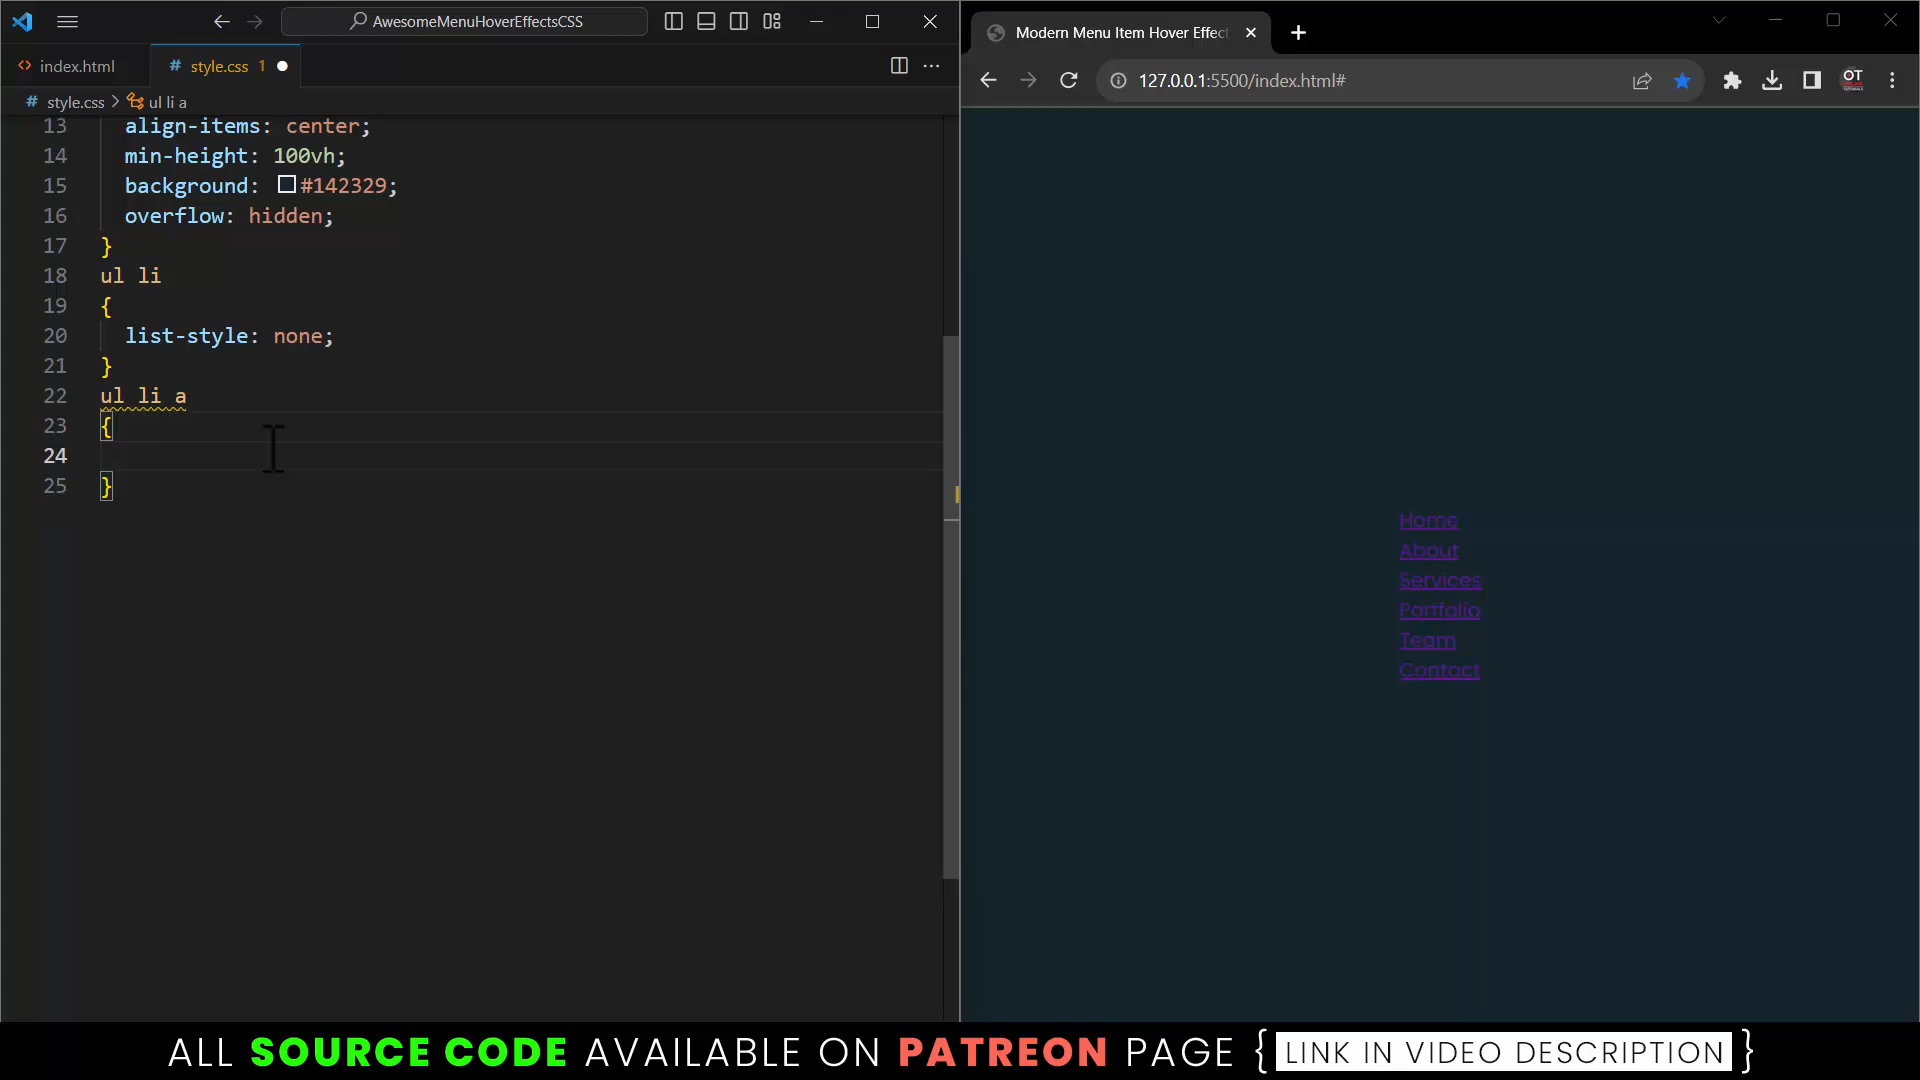 AwesomeMenuHoverEffectsCSS
index.html
# style.css 1
# style.css > ul li a
13 align-items: center;
14 min-height: 100vh;
15 background: #142329;
16 overflow: hidden;
17 }
18 ul li
19 {
20 list-style: none;
21 }
22 ul li a
23 {
24
25 }
Modern Menu Item Hover Effec
127.0.0.1:5500/index.html#
OT
Home
About
Services
Portfolio
Team
Contact
ALL SOURCE CODE AVAILABLE ON PATREON PAGE { LINK IN VIDEO DESCRIPTION }